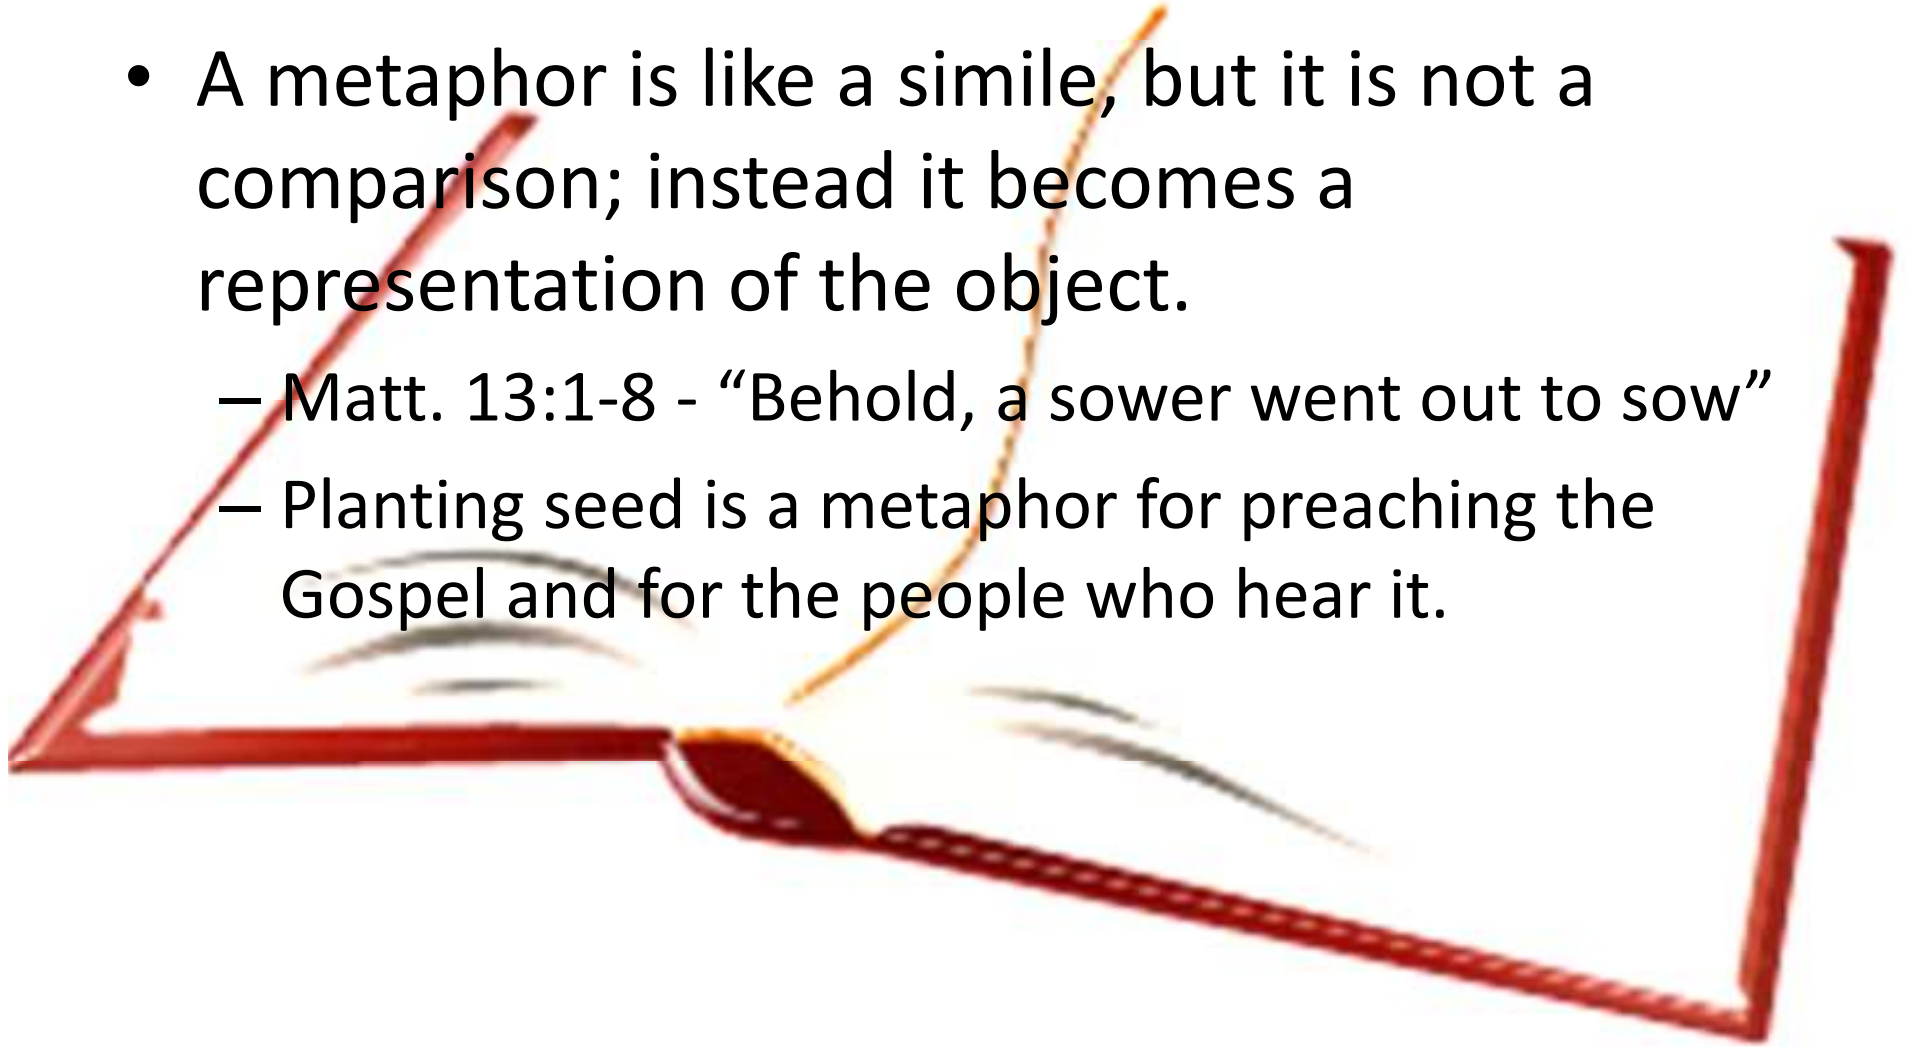 • A metaphor is like a simile, but it is not a
comparison; instead it becomes a
representation of the object.
– Matt. 13:1-8 - “Behold, a sower went out to sow”
– Planting seed is a metaphor for preaching the
Gospel and for the people who hear it.